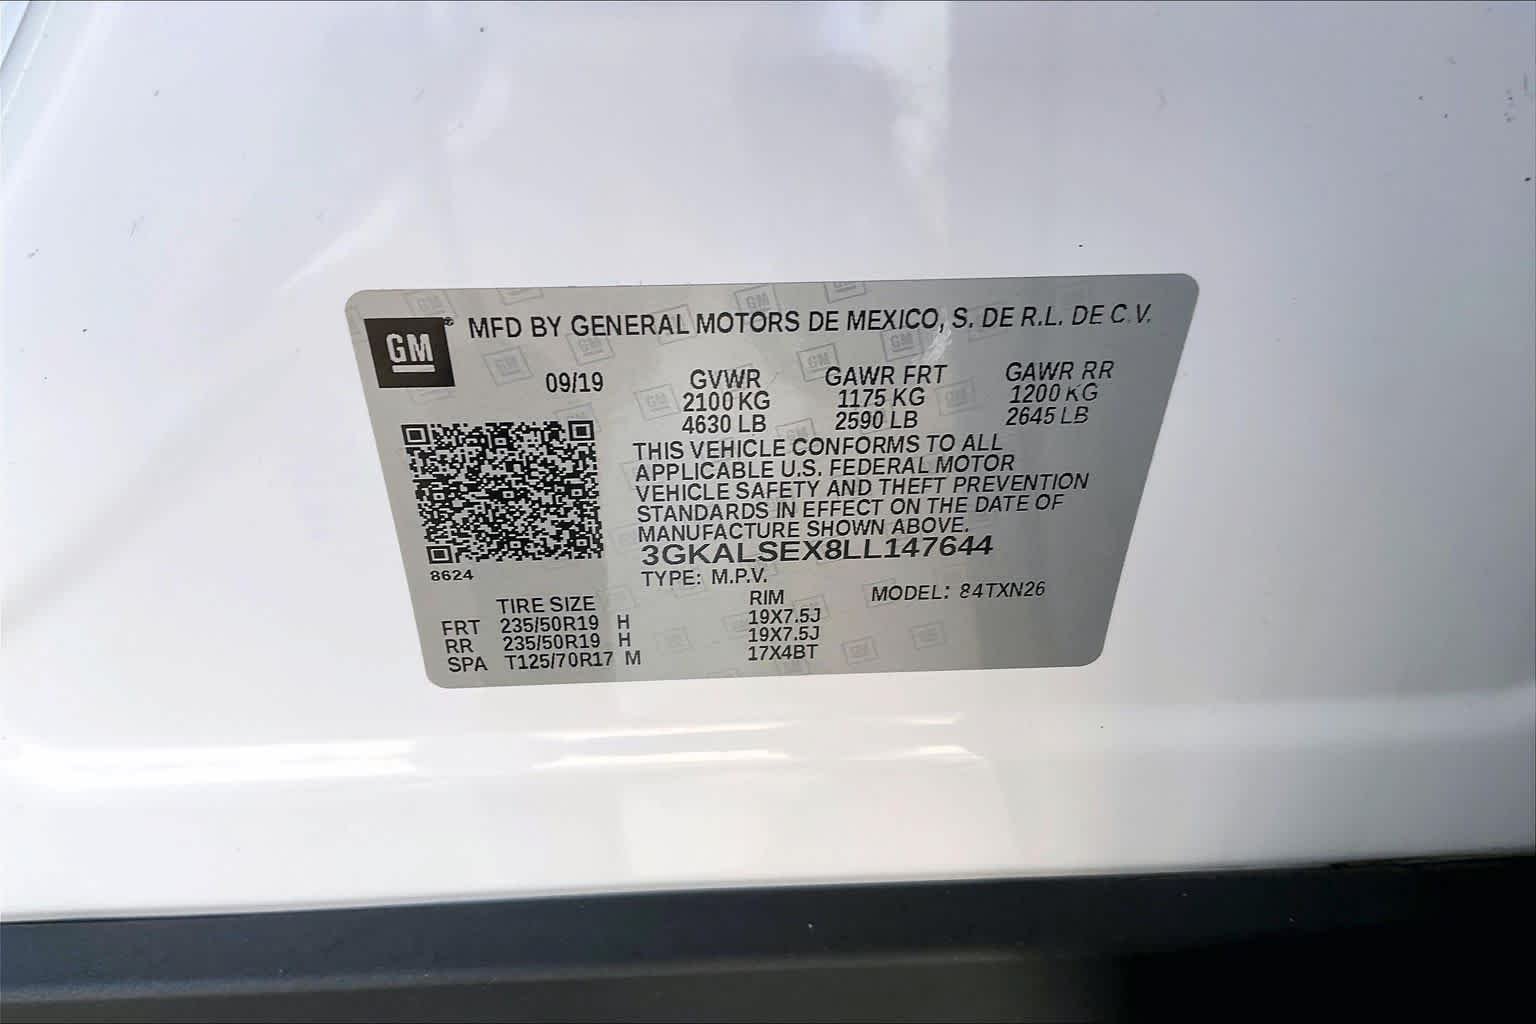 GM® MFD BY GENERAL MOTORS DE MEXICO, S. DE R.L. DE C.V.
09/19 GVWR GAWR FRT GAWR RR
2100 KG 1175 KG 1200 KG
4630 LB 2590 LB 2645 LB
THIS VEHICLE CONFORMS TO ALL
APPLICABLE U.S. FEDERAL MOTOR
VEHICLE SAFETY AND THEFT PREVENTION
STANDARDS IN EFFECT ON THE DATE OF
MANUFACTURE SHOWN ABOVE.
3GKALSEX8LL147644
8624
TYPE: M.P.V.
MODEL: 84TXN26
TIRE SIZE RIM
FRT 235/50R19 H 19X7.5J
RR 235/50R19 H 19X7.5J
SPA T125/70R17 M 17X4BT